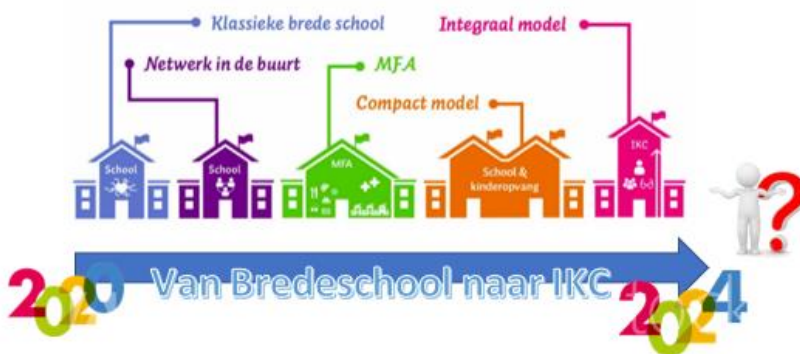 Klassieke brede school
Integraal model
Netwerk in de buurt
MFA
Compact model
School
School
MFA
School &
kinderopvang
IKC
Van Bredeschool naar IKC
2020
2024